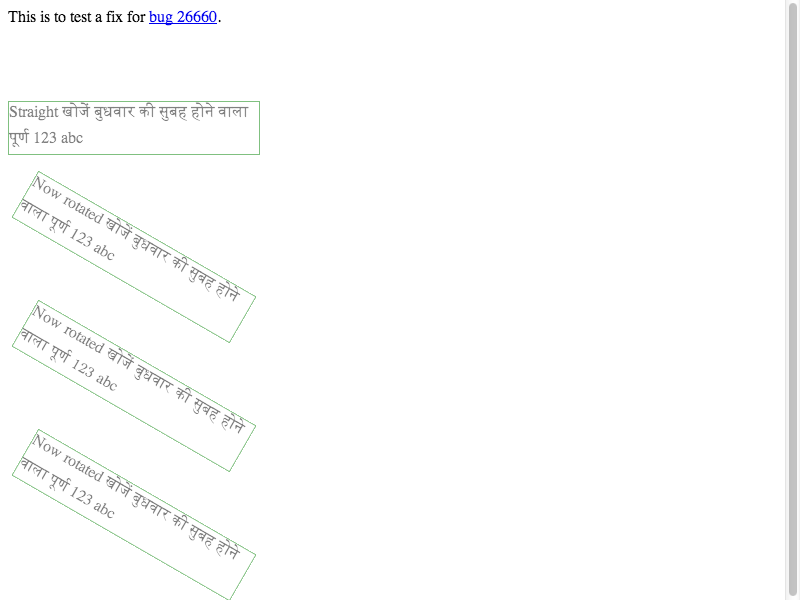 This is to test a fix for bug 26660.
Straight खोजें बुधवार की सुबह होने वाला
पूर्ण 123 abc
Now rotated खोजें बुधवार की सुबह होने
वाला पूर्ण 123 abc
Now rotated खोजें बुधवार की सुबह होने
वाला पूर्ण 123 abc
Now rotated खोजें बुधवार की सुबह होने
वाला पूर्ण 123 abc